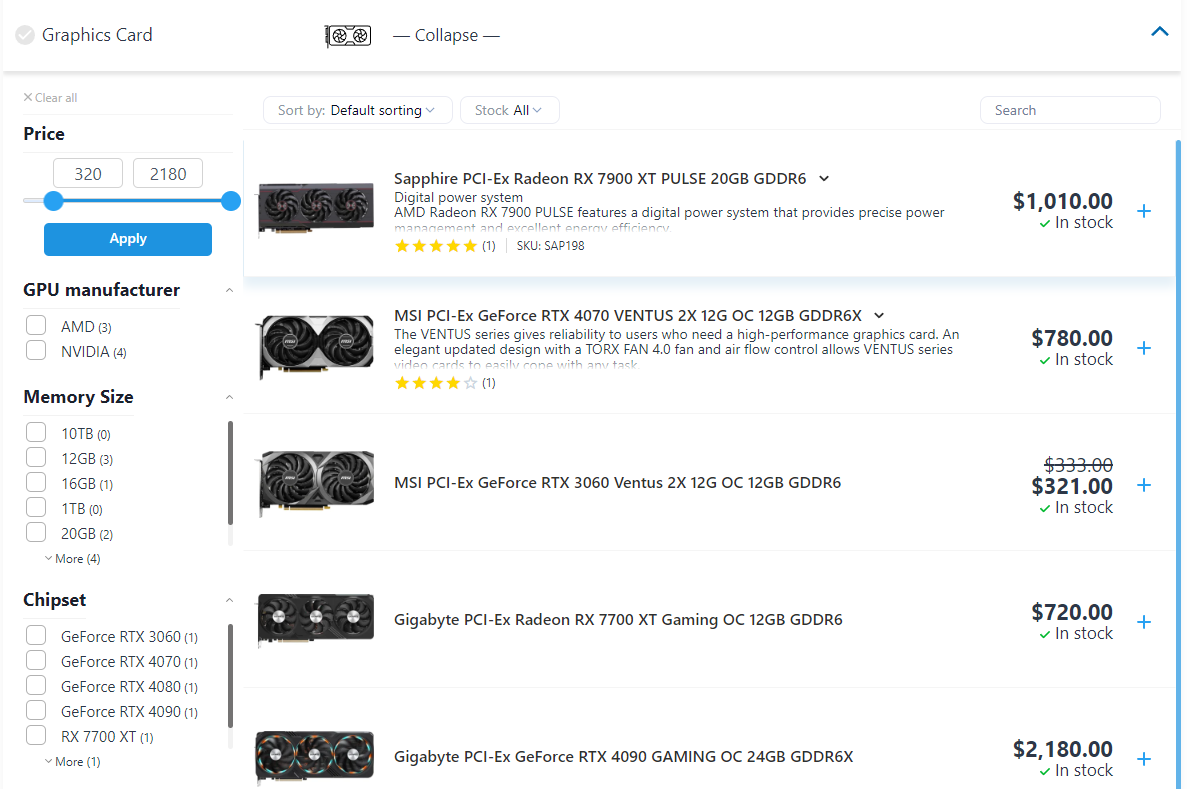 Graphics Card
— Collapse —
Clear all
Price
320
2180
Apply
GPU manufacturer
AMD (3)
NVIDIA (4)
Memory Size
10TB (0)
12GB (3)
16GB (1)
1TB (0)
20GB (2)
More (4)
Chipset
GeForce RTX 3060 (1)
GeForce RTX 4070 (1)
GeForce RTX 4080 (1)
GeForce RTX 4090 (1)
RX 7700 XT (1)
More (1)
Sort by: Default sorting
Stock All
Search
Sapphire PCI-Ex Radeon RX 7900 XT PULSE 20GB GDDR6
Digital power system
AMD Radeon RX 7900 PULSE features a digital power system that provides precise power
management and excellent energy efficiency.
(1)
SKU: SAP198
$1,010.00
In stock
MSI PCI-Ex GeForce RTX 4070 VENTUS 2X 12G OC 12GB GDDR6X
The VENTUS series gives reliability to users who need a high-performance graphics card. An
elegant updated design with a TORX FAN 4.0 fan and air flow control allows VENTUS series
video cards to easily cope with any task.
(1)
$780.00
In stock
MSI PCI-Ex GeForce RTX 3060 Ventus 2X 12G OC 12GB GDDR6
$333.00
$321.00
In stock
Gigabyte PCI-Ex Radeon RX 7700 XT Gaming OC 12GB GDDR6
$720.00
In stock
Gigabyte PCI-Ex GeForce RTX 4090 GAMING OC 24GB GDDR6X
$2,180.00
In stock